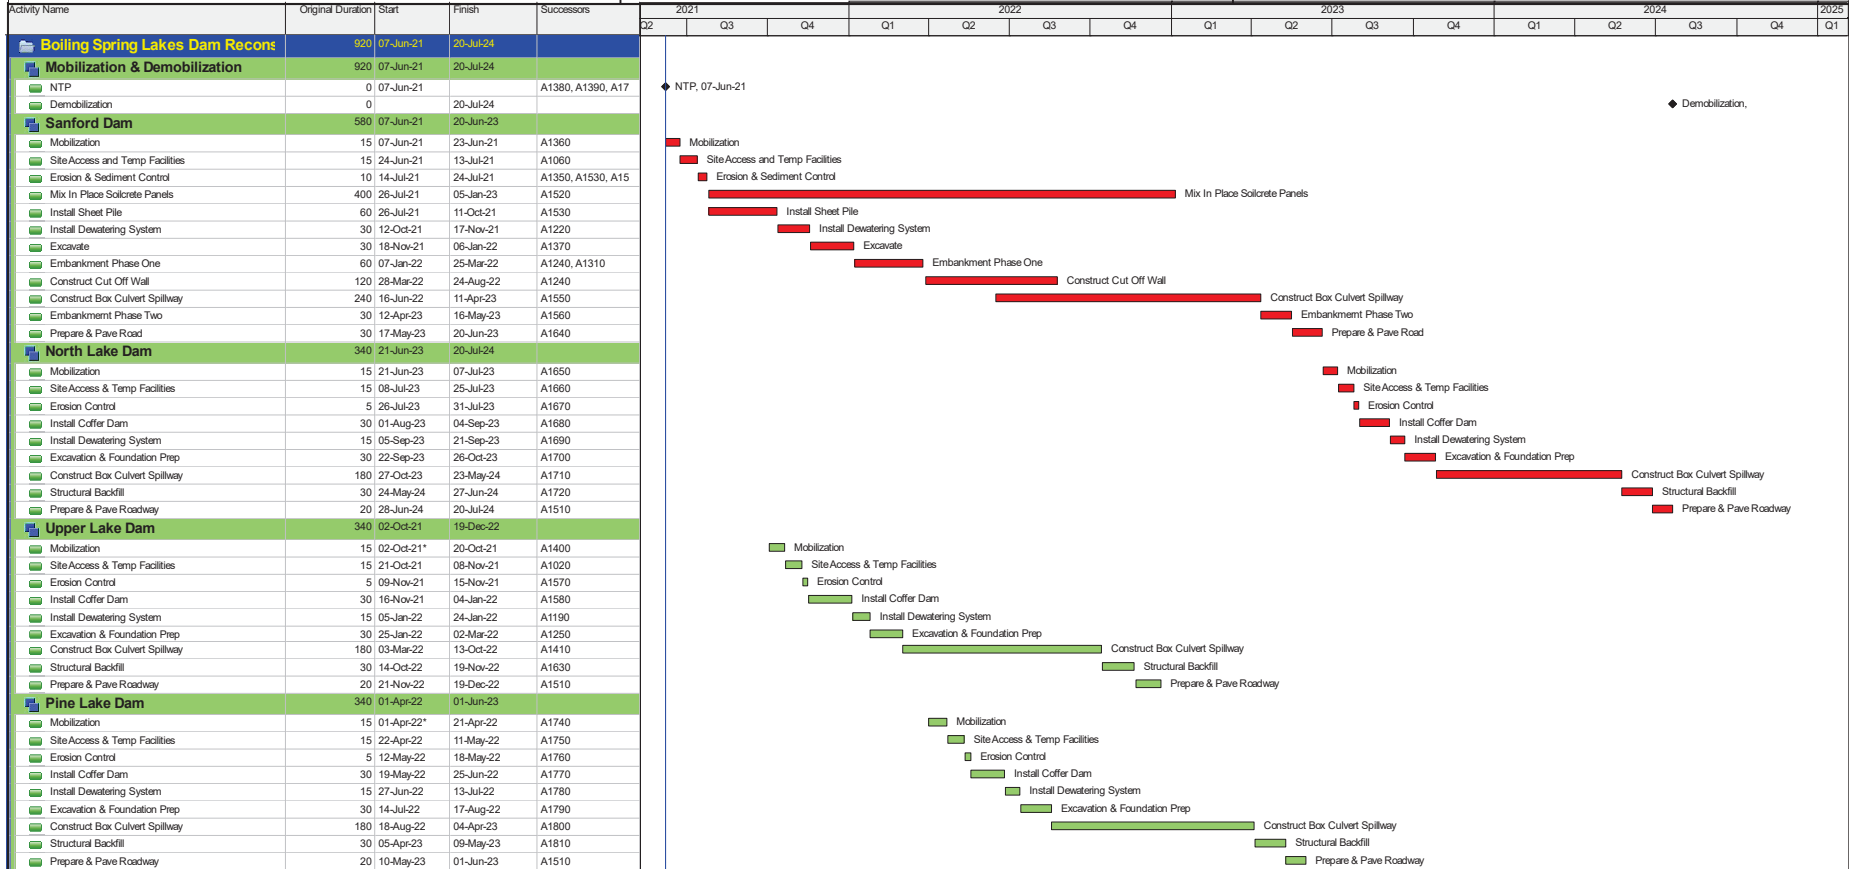 Activity Name Original Duration Start Finish Successors 2021 2022 2023 2024 2025
Q2 Q3 Q4 Q1 Q2 Q3 Q4 Q1 Q2 Q3 Q4 Q1 Q2 Q3 Q4 Q1
Boiling Spring Lakes Dam Recons 920 07-Jun-21 20-Jul-24
Mobilization & Demobilization 920 07-Jun-21 20-Jul-24
NTP 0 07-Jun-21 A1380, A1390, A17 NTP, 07-Jun-21
Demobilization 0 20-Jul-24 Demobilization,
Sanford Dam 580 07-Jun-21 20-Jun-23
Mobilization 15 07-Jun-21 23-Jun-21 A1360 Mobilization
Site Access and Temp Facilities 15 24-Jun-21 13-Jul-21 A1060 Site Access and Temp Facilities
Erosion & Sediment Control 10 14-Jul-21 24-Jul-21 A1350, A1530, A15 Erosion & Sediment Control
Mix In Place Soilcrete Panels 400 26-Jul-21 05-Jan-23 A1520 Mix In Place Soilcrete Panels
Install Sheet Pile 60 26-Jul-21 11-Oct-21 A1530 Install Sheet Pile
Install Dewatering System 30 12-Oct-21 17-Nov-21 A1220 Install Dewatering System
Excavate 30 18-Nov-21 06-Jan-22 A1370 Excavate
Embankment Phase One 60 07-Jan-22 25-Mar-22 A1240, A1310 Embankment Phase One
Construct Cut Off Wall 120 28-Mar-22 24-Aug-22 A1240 Construct Cut Off Wall
Construct Box Culvert Spillway 240 16-Jun-22 11-Apr-23 A1550 Construct Box Culvert Spillway
Embankmemt Phase Two 30 12-Apr-23 16-May-23 A1560 Embankmemt Phase Two
Prepare & Pave Road 30 17-May-23 20-Jun-23 A1640 Prepare & Pave Road
North Lake Dam 340 21-Jun-23 20-Jul-24
Mobilization 15 21-Jun-23 07-Jul-23 A1650 Mobilization
Site Access & Temp Facilities 15 08-Jul-23 25-Jul-23 A1660 Site Access & Temp Facilities
Erosion Control 5 26-Jul-23 31-Jul-23 A1670 Erosion Control
Install Coffer Dam 30 01-Aug-23 04-Sep-23 A1680 Install Coffer Dam
Install Dewatering System 15 05-Sep-23 21-Sep-23 A1690 Install Dewatering System
Excavation & Foundation Prep 30 22-Sep-23 26-Oct-23 A1700 Excavation & Foundation Prep
Construct Box Culvert Spillway 180 27-Oct-23 23-May-24 A1710 Construct Box Culvert Spillway
Structural Backfill 30 24-May-24 27-Jun-24 A1720 Structural Backfill
Prepare & Pave Roadway 20 28-Jun-24 20-Jul-24 A1510 Prepare & Pave Roadway
Upper Lake Dam 340 02-Oct-21 19-Dec-22
Mobilization 15 02-Oct-21* 20-Oct-21 A1400 Mobilization
Site Access & Temp Facilities 15 21-Oct-21 08-Nov-21 A1020 Site Access & Temp Facilities
Erosion Control 5 09-Nov-21 15-Nov-21 A1570 Erosion Control
Install Coffer Dam 30 16-Nov-21 04-Jan-22 A1580 Install Coffer Dam
Install Dewatering System 15 05-Jan-22 24-Jan-22 A1190 Install Dewatering System
Excavation & Foundation Prep 30 25-Jan-22 02-Mar-22 A1250 Excavation & Foundation Prep
Construct Box Culvert Spillway 180 03-Mar-22 13-Oct-22 A1410 Construct Box Culvert Spillway
Structural Backfill 30 14-Oct-22 19-Nov-22 A1630 Structural Backfill
Prepare & Pave Roadway 20 21-Nov-22 19-Dec-22 A1510 Prepare & Pave Roadway
Pine Lake Dam 340 01-Apr-22 01-Jun-23
Mobilization 15 01-Apr-22* 21-Apr-22 A1740 Mobilization
Site Access & Temp Facilities 15 22-Apr-22 11-May-22 A1750 Site Access & Temp Facilities
Erosion Control 5 12-May-22 18-May-22 A1760 Erosion Control
Install Coffer Dam 30 19-May-22 25-Jun-22 A1770 Install Coffer Dam
Install Dewatering System 15 27-Jun-22 13-Jul-22 A1780 Install Dewatering System
Excavation & Foundation Prep 30 14-Jul-22 17-Aug-22 A1790 Excavation & Foundation Prep
Construct Box Culvert Spillway 180 18-Aug-22 04-Apr-23 A1800 Construct Box Culvert Spillway
Structural Backfill 30 05-Apr-23 09-May-23 A1810 Structural Backfill
Prepare & Pave Roadway 20 10-May-23 01-Jun-23 A1510 Prepare & Pave Roadway